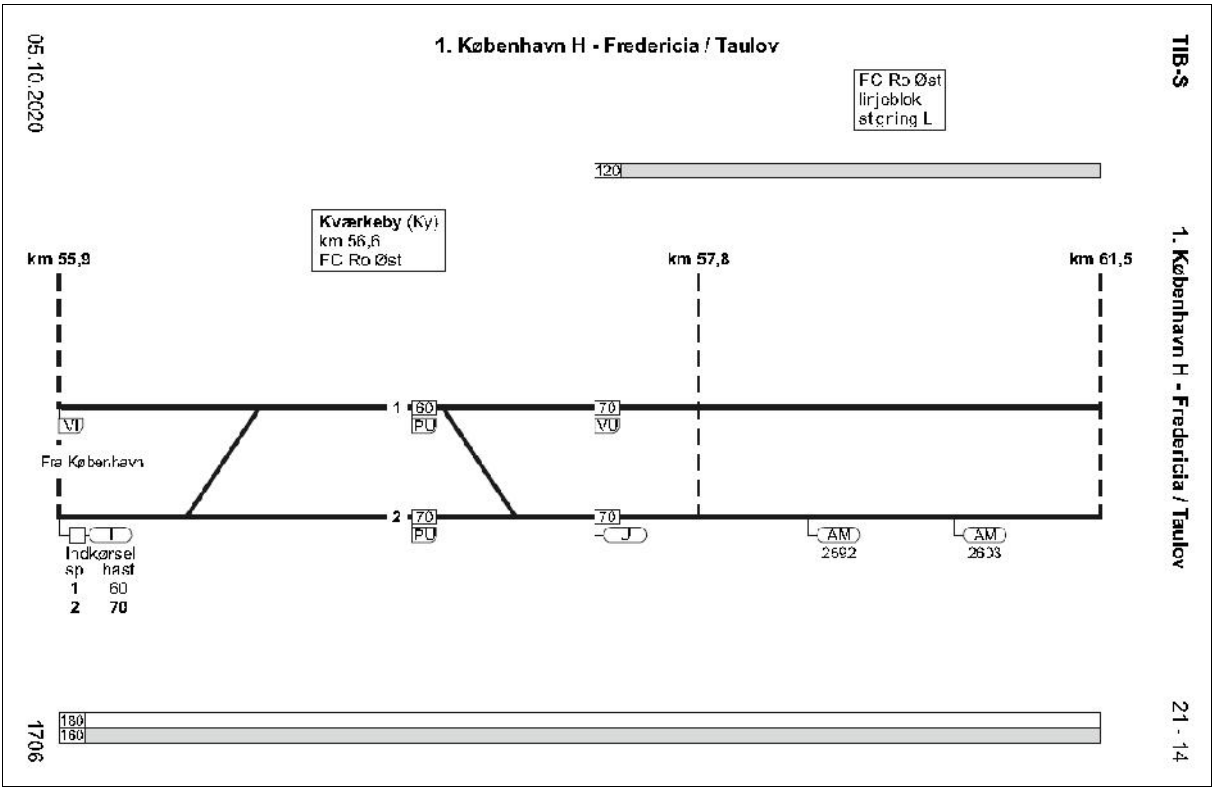 1. København H - Fredericia / Taulov
TIB-S
05.10.2020
FC Ro Øst
linjeblok
støring L
120
Kværkeby (Ky)
km 56,6
FC Ro Øst
km 55,9
km 57,8
km 61,5
1. København H - Fredericia / Taulov
1 60 70
VI PU VU
Fra København
2 70 70
I PU U AM AM
Indkørsel 2592 2608
sp hast
1 60
2 70
180
160
1706
21 - 14